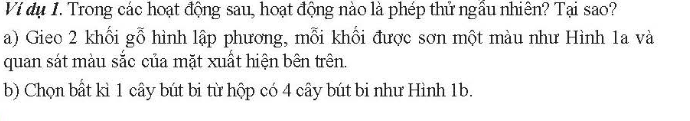 Ví dụ 1. Trong các hoạt động sau, hoạt động nào là phép thử ngẫu nhiên? Tại sao?
a) Gieo 2 khối gỗ hình lập phương, mỗi khối được sơn một màu như Hình 1a và
quan sát màu sắc của mặt xuất hiện bên trên.
b) Chọn bất kì 1 cây bút bi từ hộp có 4 cây bút bi như Hình 1b.